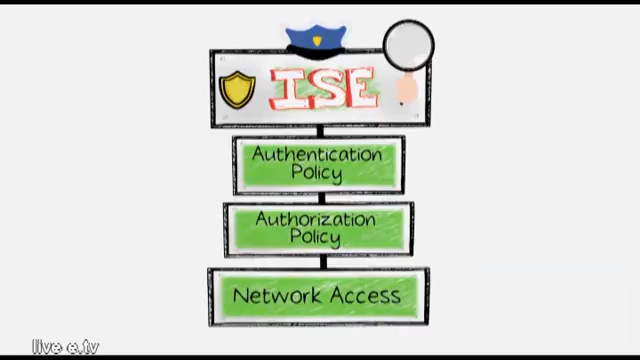 ISE
Authentication
Policy
Authorization
Policy
Network Access
live e.tv